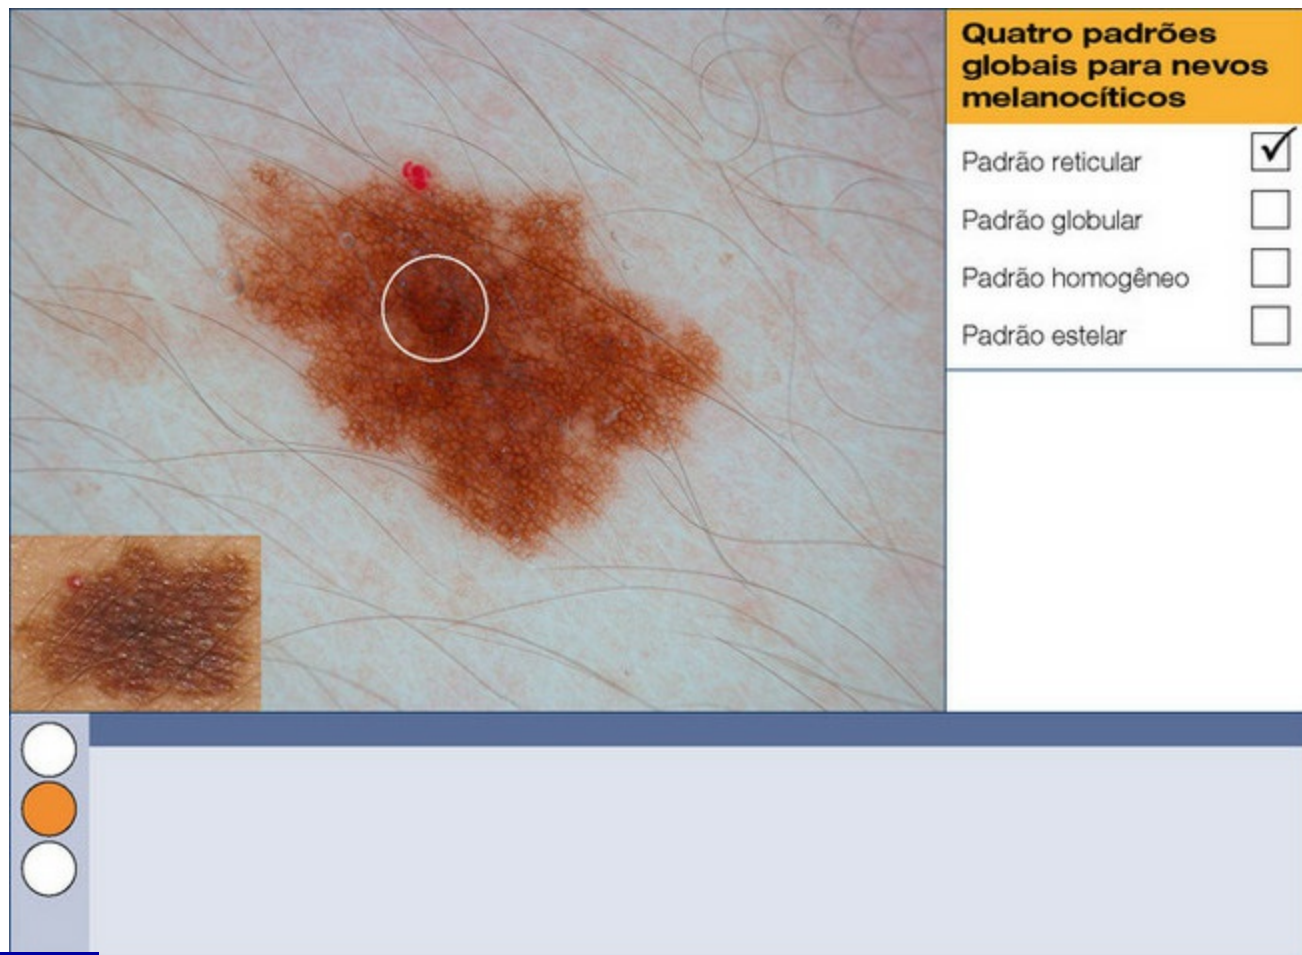 Quatro padrões
globais para nevos
melanocíticos
Padrão reticular
Padrão globular
Padrão homogêneo
Padrão estelar